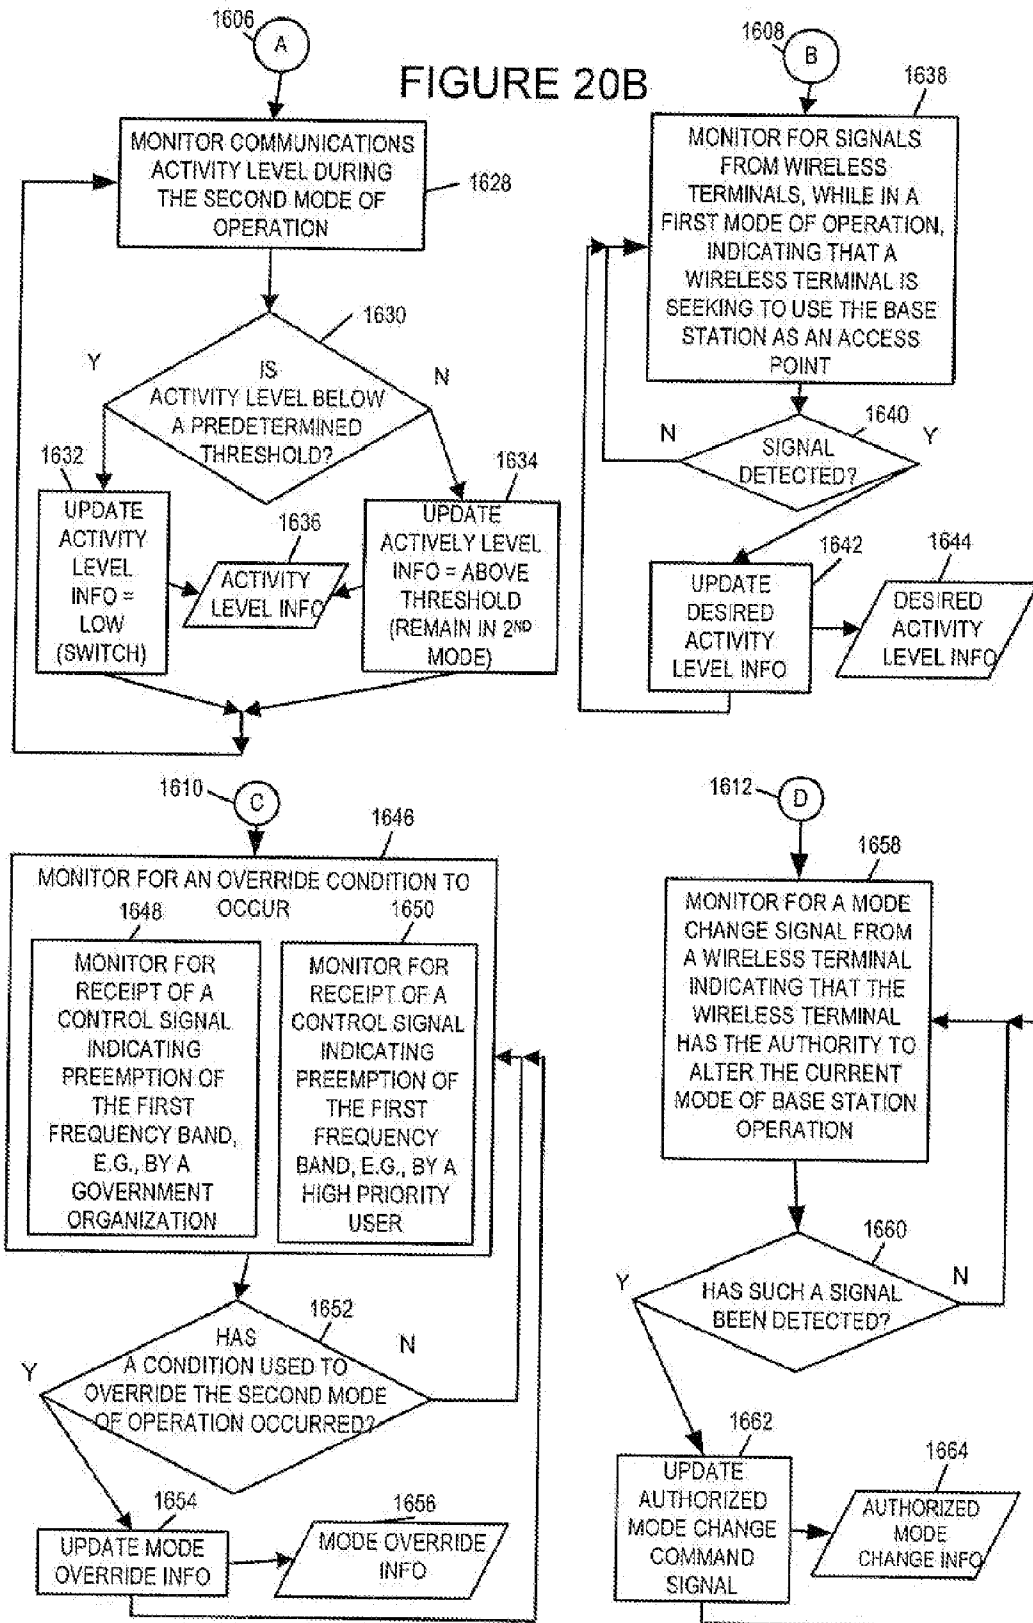 FIGURE 20B
1606
A
MONITOR COMMUNICATIONS
ACTIVITY LEVEL DURING
THE SECOND MODE OF
OPERATION
1628
1630
Y
N
IS
ACTIVITY LEVEL BELOW
A PREDETERMINED
THRESHOLD?
1632
UPDATE
ACTIVITY
LEVEL
INFO =
LOW
(SWITCH)
1636
ACTIVITY
LEVEL INFO
1634
UPDATE
ACTIVELY LEVEL
INFO = ABOVE
THRESHOLD
(REMAIN IN 2ND
MODE)
1608
B
1638
MONITOR FOR SIGNALS
FROM WIRELESS
TERMINALS, WHILE IN A
FIRST MODE OF OPERATION,
INDICATING THAT A
WIRELESS TERMINAL IS
SEEKING TO USE THE BASE
STATION AS AN ACCESS
POINT
1640
N
Y
SIGNAL
DETECTED?
1642
UPDATE
DESIRED
ACTIVITY
LEVEL INFO
1644
DESIRED
ACTIVITY
LEVEL INFO
1610
C
1646
MONITOR FOR AN OVERRIDE CONDITION TO
OCCUR
1648
MONITOR FOR
RECEIPT OF A
CONTROL SIGNAL
INDICATING
PREEMPTION OF
THE FIRST
FREQUENCY BAND,
E.G., BY A
GOVERNMENT
ORGANIZATION
1650
MONITOR FOR
RECEIPT OF A
CONTROL SIGNAL
INDICATING
PREEMPTION OF
THE FIRST
FREQUENCY
BAND, E.G., BY A
HIGH PRIORITY
USER
1652
Y
N
HAS
A CONDITION USED TO
OVERRIDE THE SECOND MODE
OF OPERATION OCCURRED?
1654
UPDATE MODE
OVERRIDE INFO
1656
MODE OVERRIDE
INFO
1612
D
1658
MONITOR FOR A MODE
CHANGE SIGNAL FROM
A WIRELESS TERMINAL
INDICATING THAT THE
WIRELESS TERMINAL
HAS THE AUTHORITY TO
ALTER THE CURRENT
MODE OF BASE STATION
OPERATION
1660
Y
N
HAS SUCH A SIGNAL
BEEN DETECTED?
1662
UPDATE
AUTHORIZED
MODE CHANGE
COMMAND
SIGNAL
1664
AUTHORIZED
MODE
CHANGE INFO